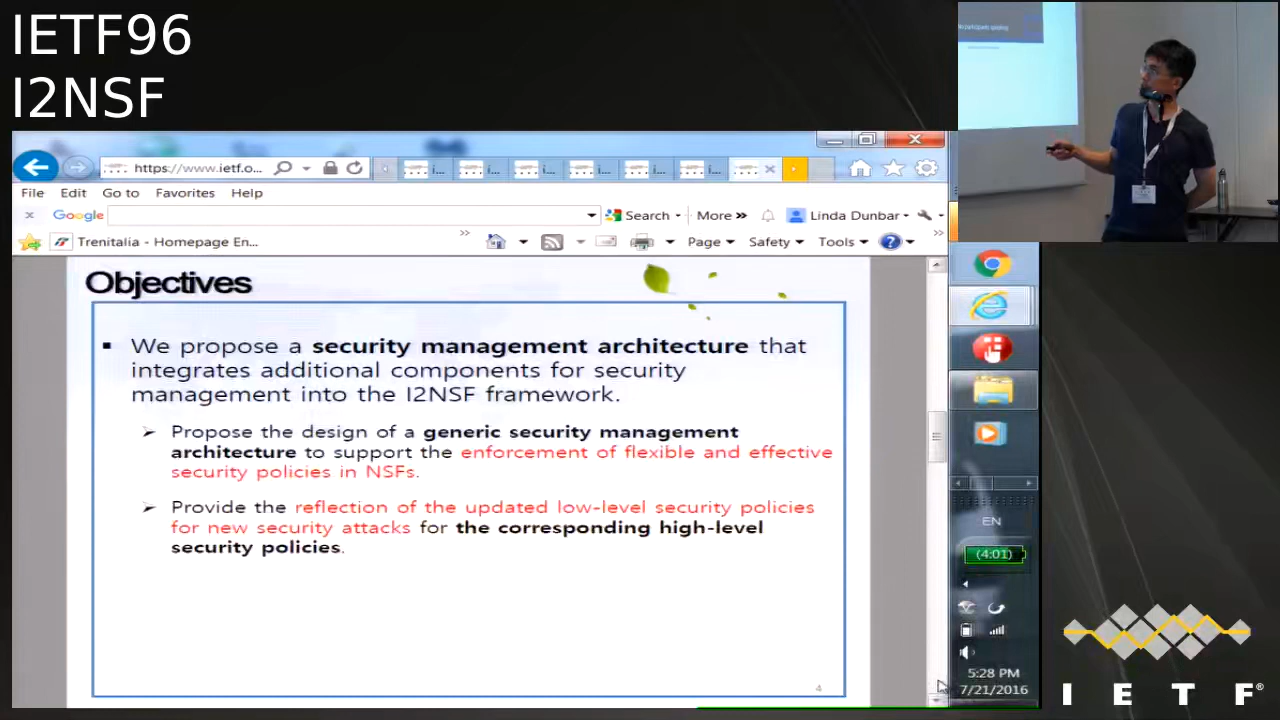 IETF96
I2NSF
https://www.ietf.o...
i...
i...
i...
i...
i...
i...
File Edit Go to Favorites Help
x Google Search More » Linda Dunbar
Trenitalia - Homepage En... » Page Safety Tools »
Objectives
We propose a security management architecture that
integrates additional components for security
management into the I2NSF framework.
Propose the design of a generic security management
architecture to support the enforcement of flexible and effective
security policies in NSFs.
Provide the reflection of the updated low-level security policies
for new security attacks for the corresponding high-level
security policies.
4
EN
(4:01)
5:28 PM
7/21/2016
I E T F®